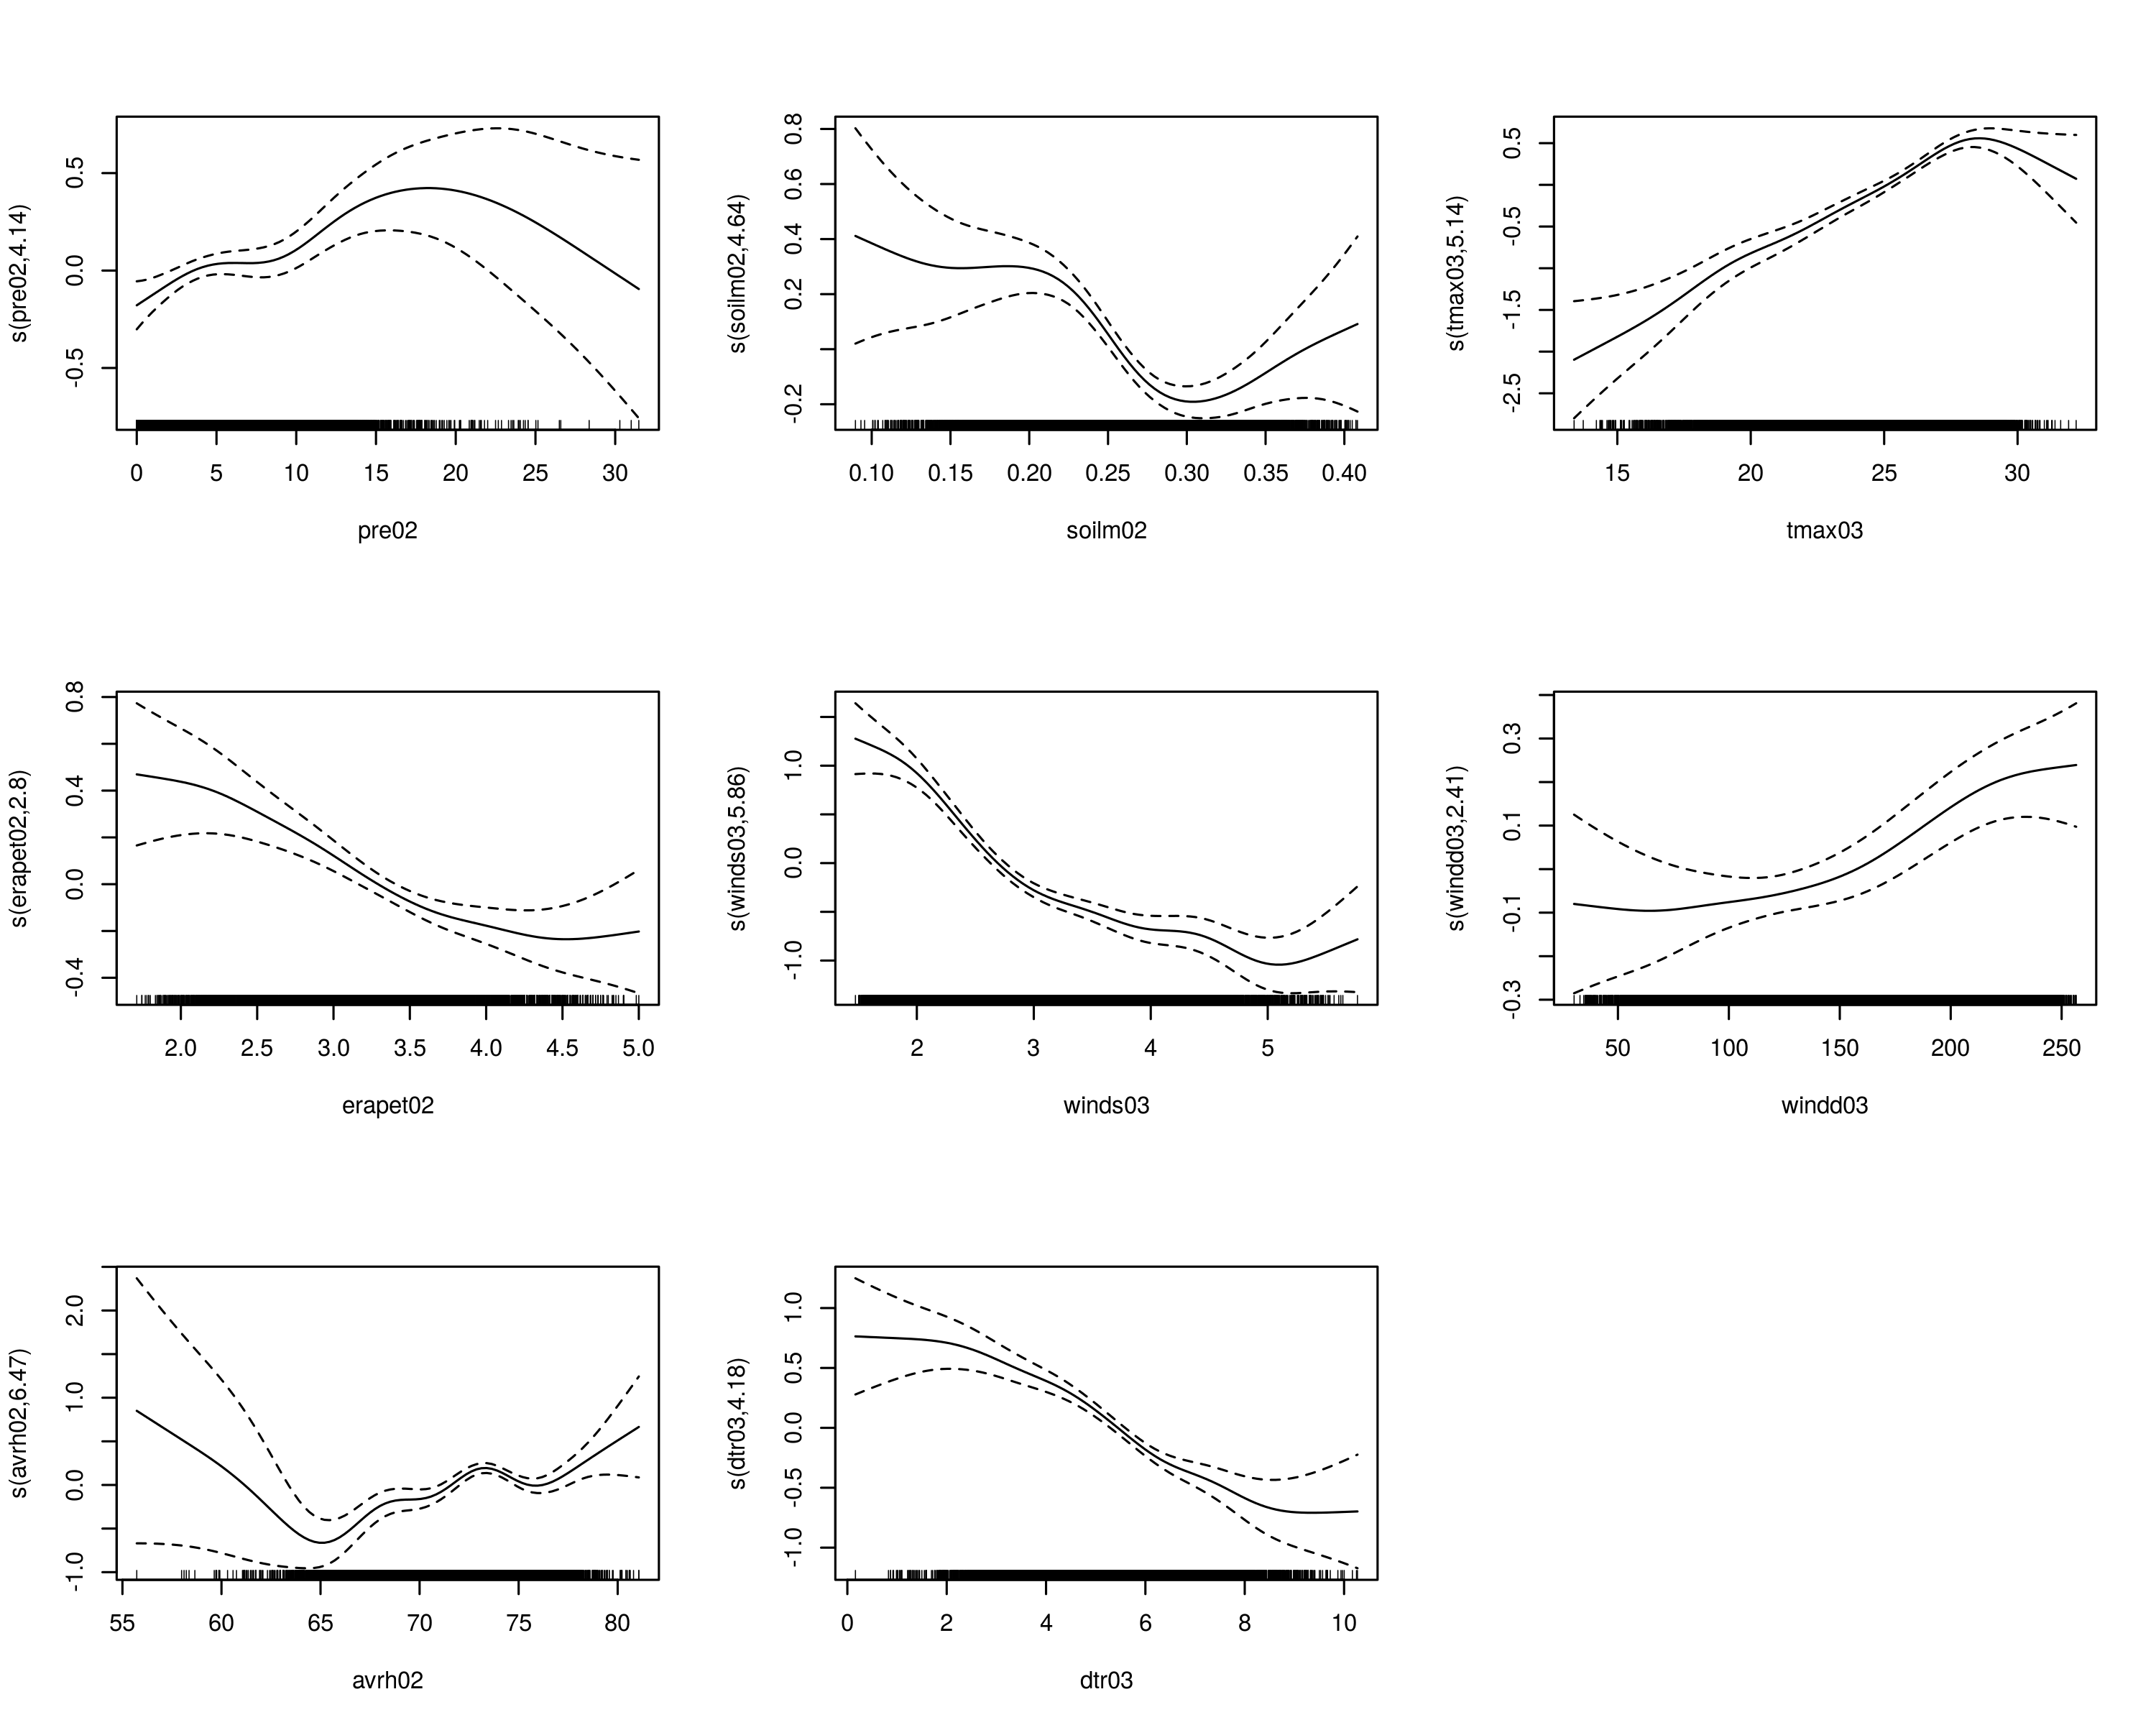 s(pre02,4.14)
0.5
0.0
-0.5
0 5 10 15 20 25 30
pre02
s(soilm02,4.64)
0.8
0.6
0.4
0.2
-0.2
0.10 0.15 0.20 0.25 0.30 0.35 0.40
soilm02
s(tmax03,5.14)
0.5
-0.5
-1.5
-2.5
15 20 25 30
tmax03
s(erapet02,2.8)
0.8
0.4
0.0
-0.4
2.0 2.5 3.0 3.5 4.0 4.5 5.0
erapet02
s(winds03,5.86)
1.0
0.0
-1.0
2 3 4 5
winds03
s(windd03,2.41)
0.3
0.1
-0.1
-0.3
50 100 150 200 250
windd03
s(avrh02,6.47)
2.0
1.0
0.0
-1.0
55 60 65 70 75 80
avrh02
s(dtr03,4.18)
1.0
0.5
0.0
-0.5
-1.0
0 2 4 6 8 10
dtr03